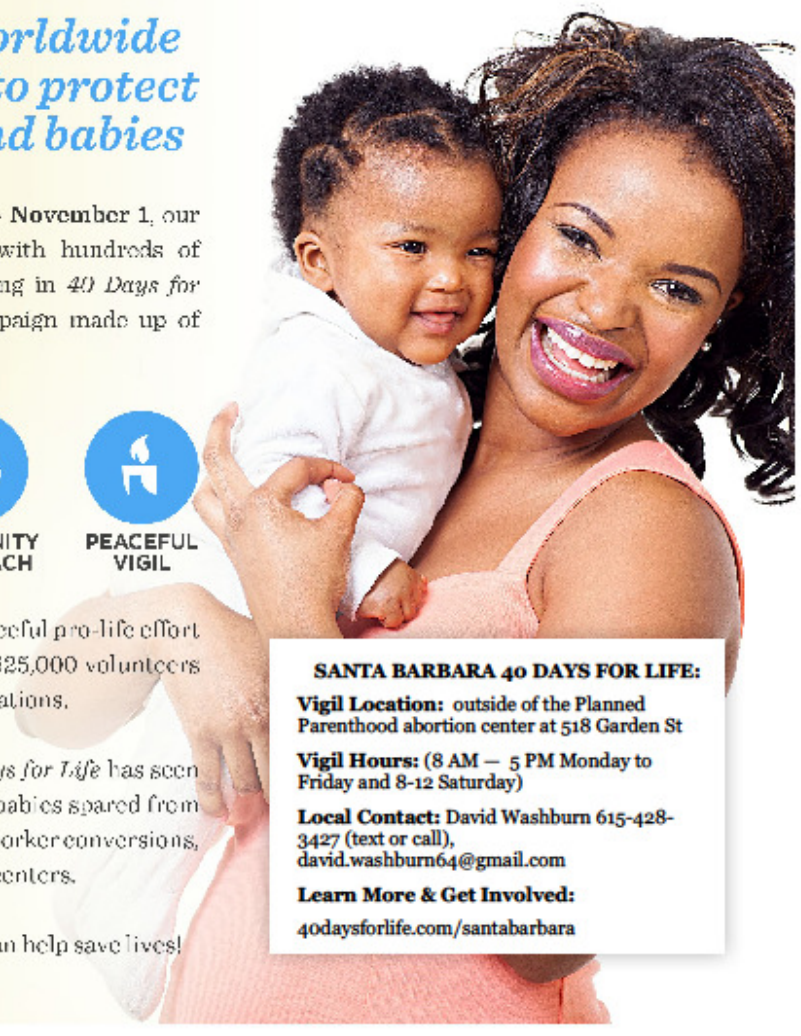 orldwide
to protect
nd babies
- November 1, our
with hundreds of
ng in 40 Days for
paign made up of
NITY
ACH
PEACEFUL
VIGIL
ceful pro-life effort
825,000 volunteers
ations.
ys for Life has seen
babies spared from
orker conversions,
centers.
an help save lives!
SANTA BARBARA 40 DAYS FOR LIFE:
Vigil Location: outside of the Planned
Parenthood abortion center at 518 Garden St
Vigil Hours: (8 AM — 5 PM Monday to
Friday and 8-12 Saturday)
Local Contact: David Washburn 615-428-
3427 (text or call),
david.washburn64@gmail.com
Learn More & Get Involved:
40daysforlife.com/santabarbara